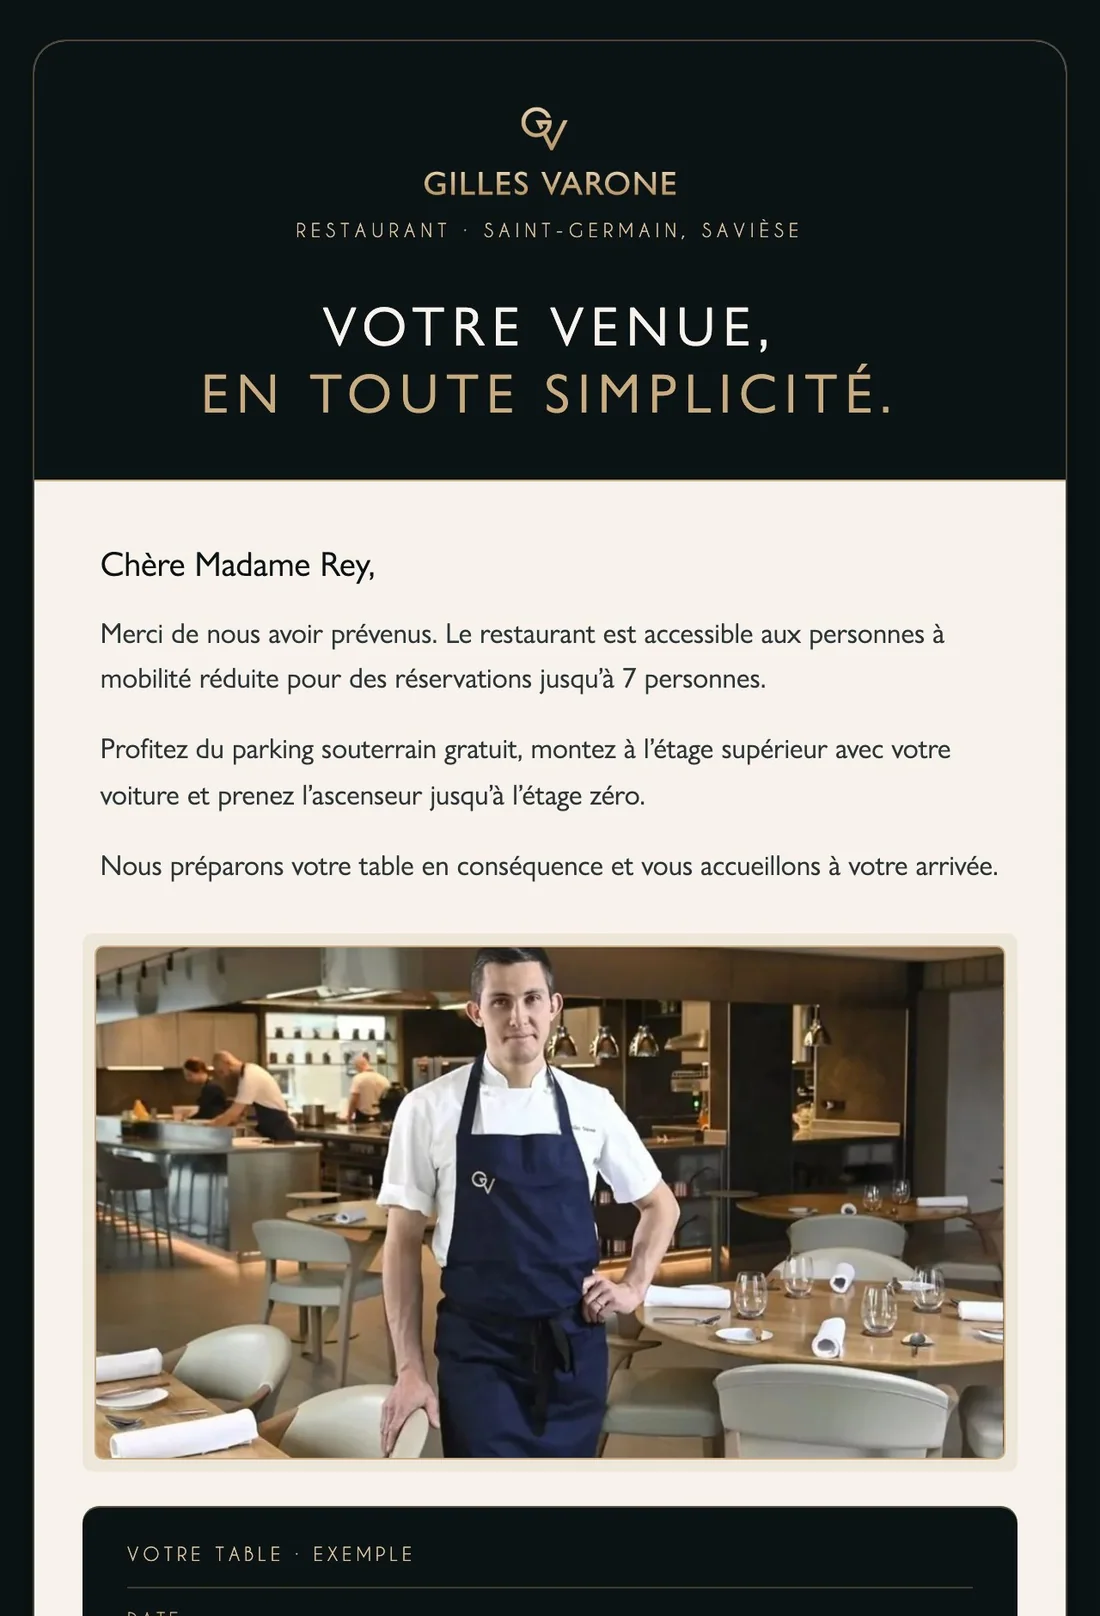 GV
GILLES VARONE
RESTAURANT · SAINT-GERMAIN, SAVIÈSE
VOTRE VENUE,
EN TOUTE SIMPLICITÉ.
Chère Madame Rey,
Merci de nous avoir prévenus. Le restaurant est accessible aux personnes à
mobilité réduite pour des réservations jusqu’à 7 personnes.
Profitez du parking souterrain gratuit, montez à l’étage supérieur avec votre
voiture et prenez l’ascenseur jusqu’à l’étage zéro.
Nous préparons votre table en conséquence et vous accueillons à votre arrivée.
GV
VOTRE TABLE · EXEMPLE
DATE